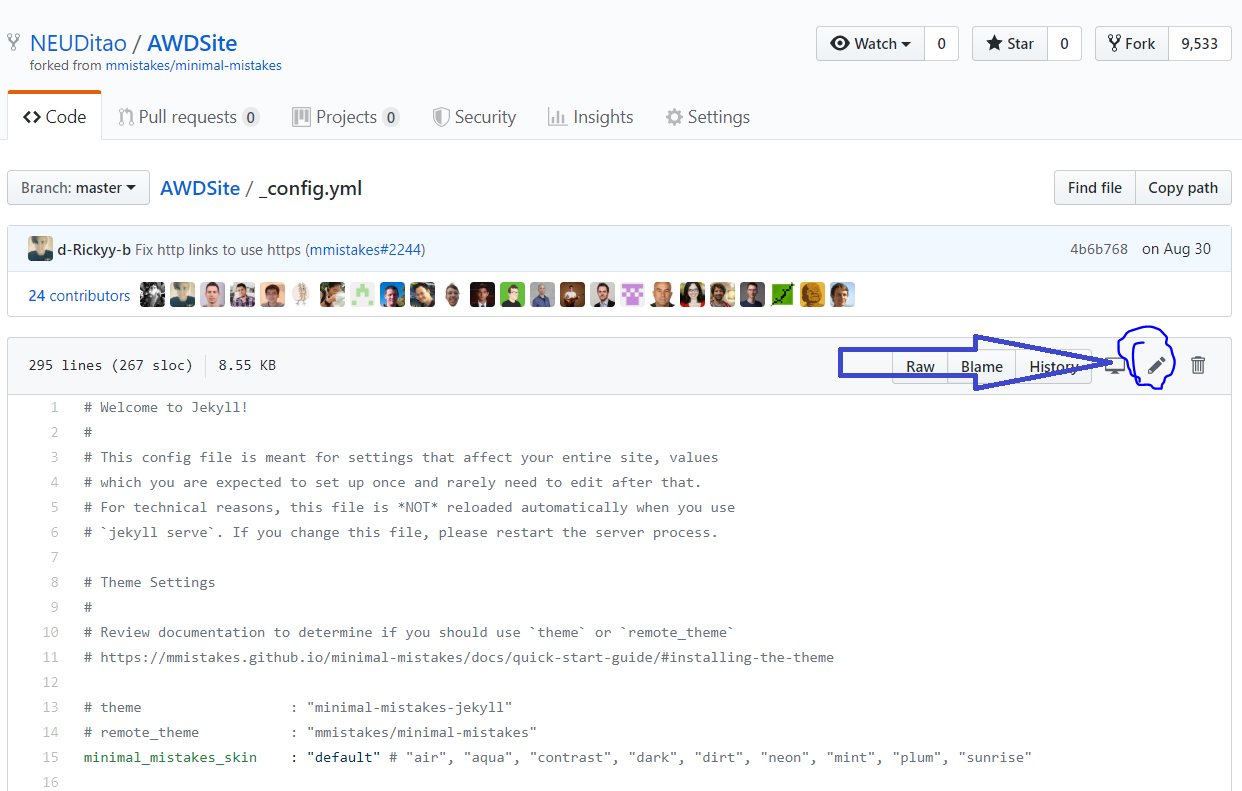 NEUDitao / AWDSite
forked from mmistakes/minimal-mistakes
Watch 0 Star 0 Fork 9,533
Code Pull requests 0 Projects 0 Security Insights Settings
Branch: master AWDSite / _config.yml Find file Copy path
d-Rickyy-b Fix http links to use https (mmistakes#2244) 4b6b768 on Aug 30
24 contributors
295 lines (267 sloc) 8.55 KB Raw Blame History
1 # Welcome to Jekyll!
2 #
3 # This config file is meant for settings that affect your entire site, values
4 # which you are expected to set up once and rarely need to edit after that.
5 # For technical reasons, this file is *NOT* reloaded automatically when you use
6 # `jekyll serve`. If you change this file, please restart the server process.
7
8 # Theme Settings
9 #
10 # Review documentation to determine if you should use `theme` or `remote_theme`
11 # https://mmistakes.github.io/minimal-mistakes/docs/quick-start-guide/#installing-the-theme
12
13 # theme : "minimal-mistakes-jekyll"
14 # remote_theme : "mmistakes/minimal-mistakes"
15 minimal_mistakes_skin : "default" # "air", "aqua", "contrast", "dark", "dirt", "neon", "mint", "plum", "sunrise"
16